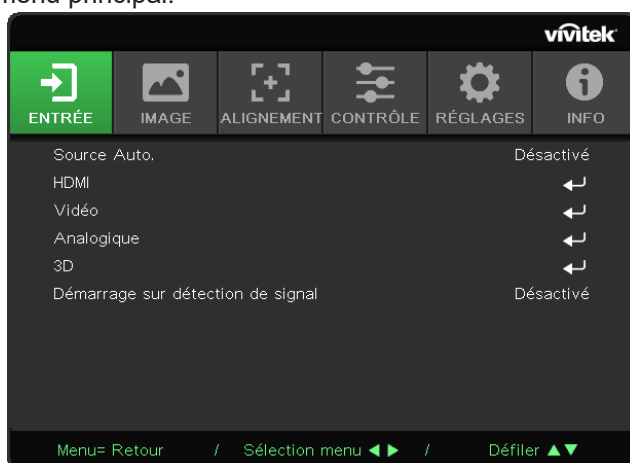 menu principal.
vivitek
ENTRÉE IMAGE ALIGNEMENT CONTRÔLE RÉGLAGES INFO
Source Auto. Désactivé
HDMI
Vidéo
Analogique
3D
Démarrage sur détection de signal Désactivé
Menu= Retour / Sélection menu ◀ ▶ / Défiler ▲▼